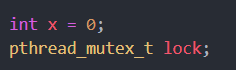 int x = 0;
pthread_mutex_t lock;